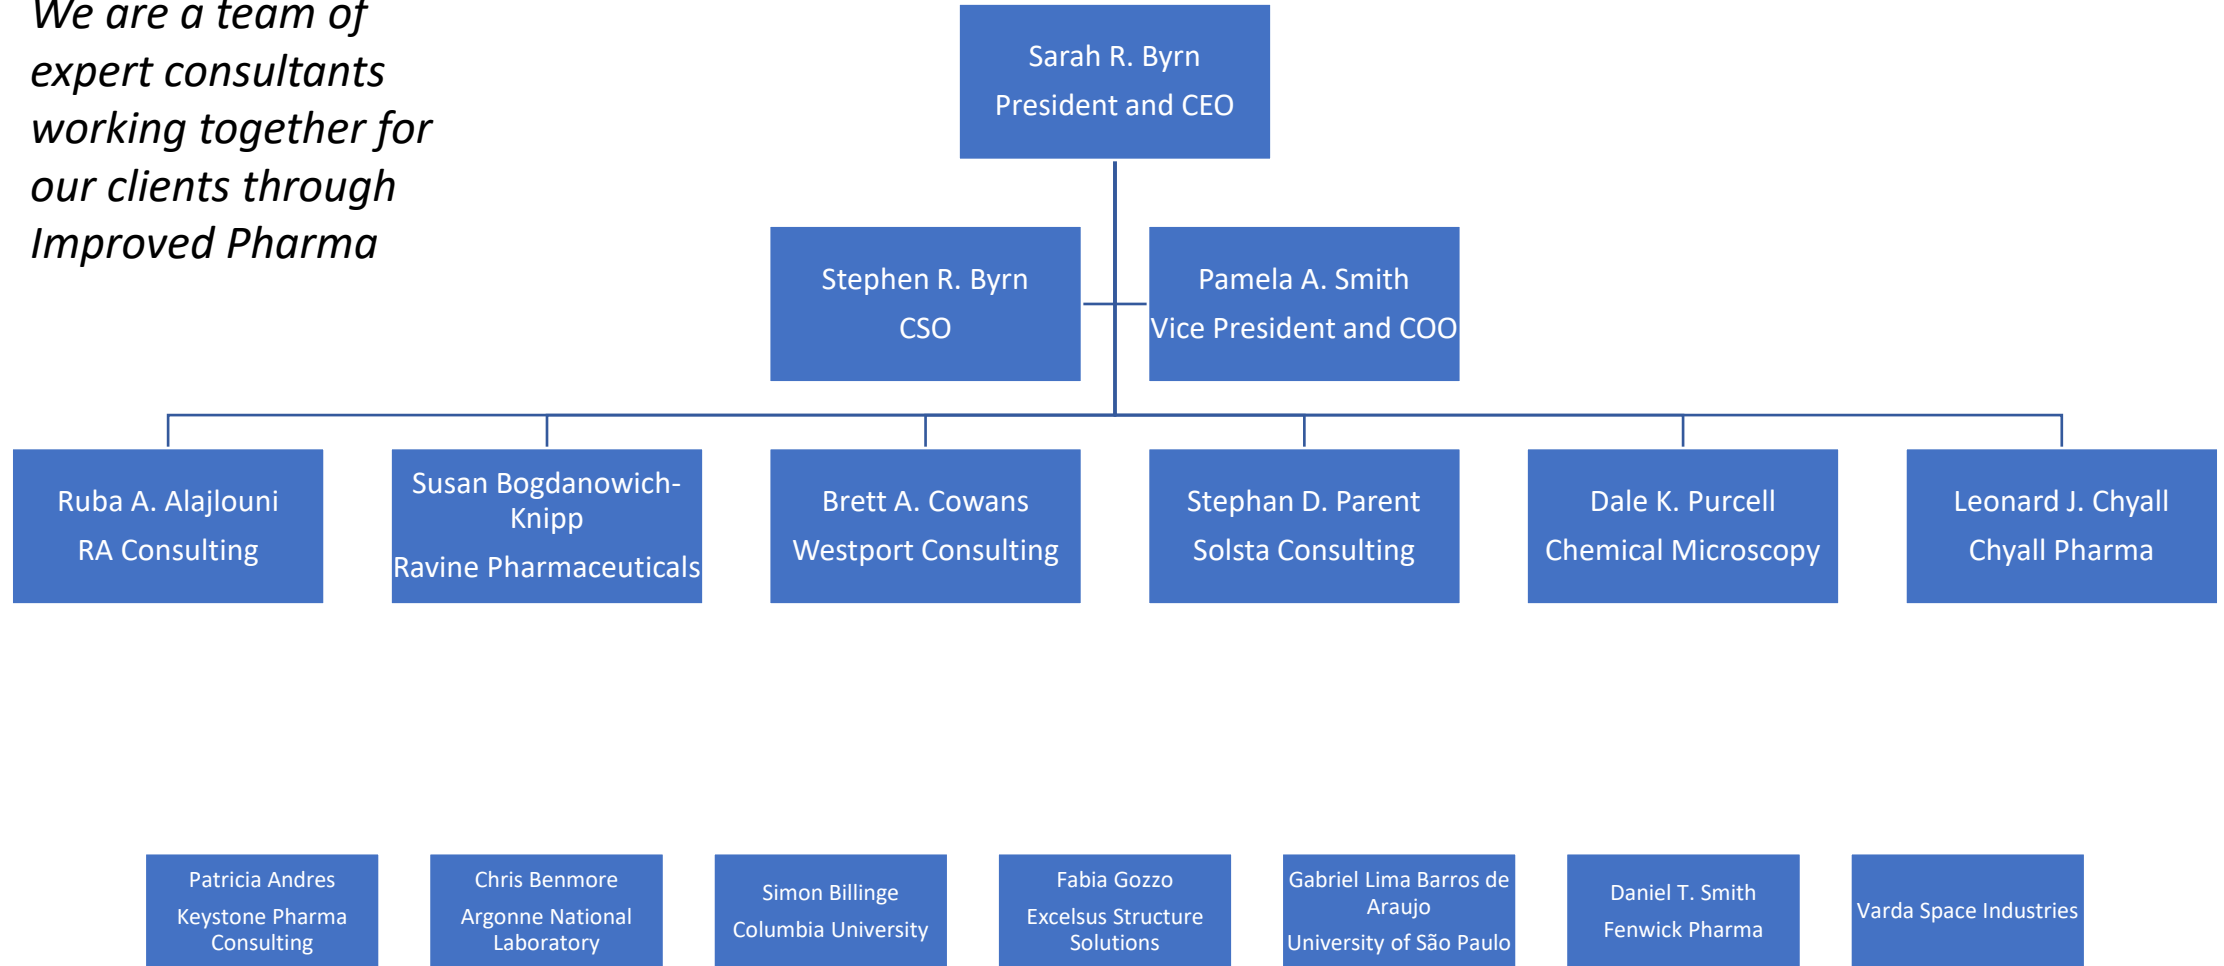 We are a team of
expert consultants
working together for
our clients through
Improved Pharma
Sarah R. Byrn
President and CEO
Stephen R. Byrn
CSO
Pamela A. Smith
Vice President and COO
Ruba A. Alajlouni
RA Consulting
Susan Bogdanowich-
Knipp
Ravine Pharmaceuticals
Brett A. Cowans
Westport Consulting
Stephan D. Parent
Solsta Consulting
Dale K. Purcell
Chemical Microscopy
Leonard J. Chyall
Chyall Pharma
Patricia Andres
Keystone Pharma
Consulting
Chris Benmore
Argonne National
Laboratory
Simon Billinge
Columbia University
Fabia Gozzo
Excelsus Structure
Solutions
Gabriel Lima Barros de
Araujo
University of São Paulo
Daniel T. Smith
Fenwick Pharma
Varda Space Industries